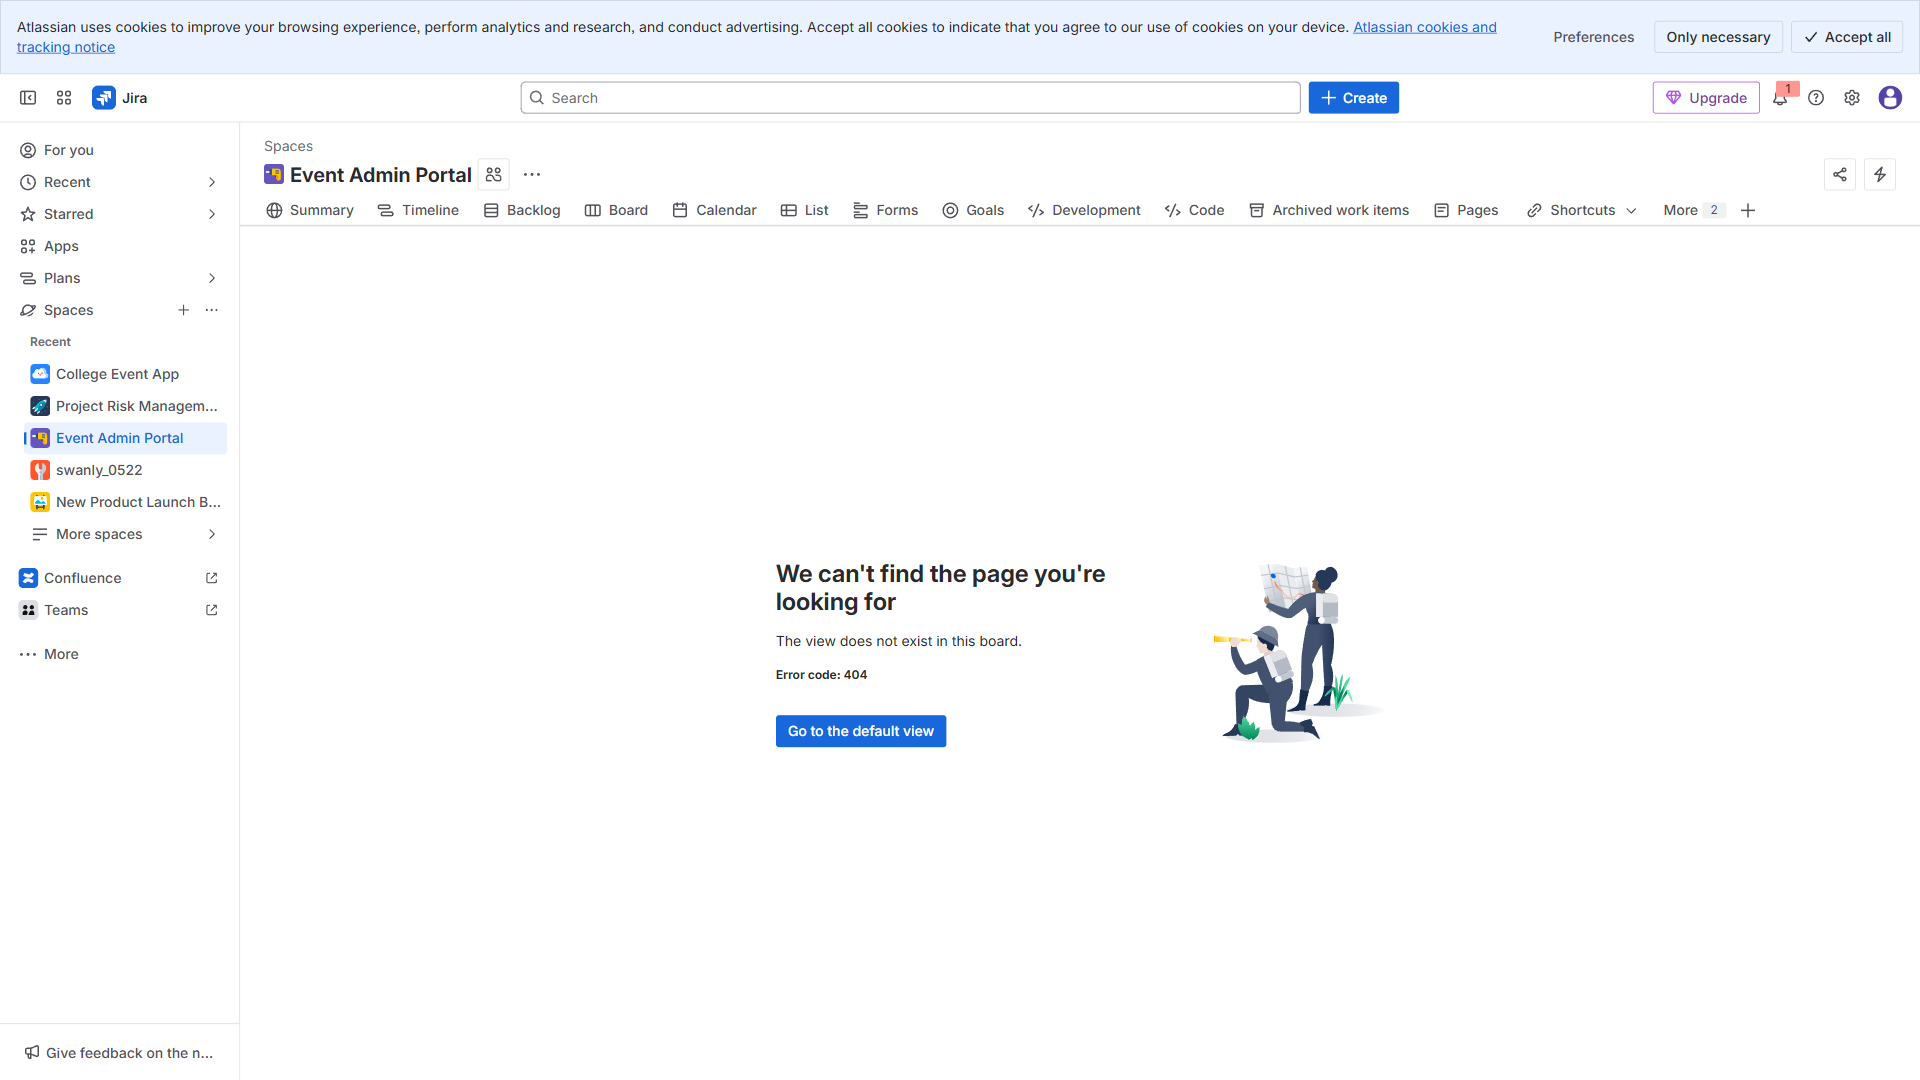 Atlassian uses cookies to improve your browsing experience, perform analytics and research, and conduct advertising. Accept all cookies to indicate that you agree to our use of cookies on your device. Atlassian cookies and
tracking notice
Preferences
Only necessary
Accept all
Jira
Search
Create
Upgrade
1
For you
Recent
Starred
Apps
Plans
Spaces
Recent
College Event App
Project Risk Managem...
Event Admin Portal
swanly_0522
New Product Launch B...
More spaces
Confluence
Teams
More
Give feedback on the n...
Spaces
Event Admin Portal
Summary
Timeline
Backlog
Board
Calendar
List
Forms
Goals
Development
Code
Archived work items
Pages
Shortcuts
More 2
We can't find the page you're
looking for
The view does not exist in this board.
Error code: 404
Go to the default view